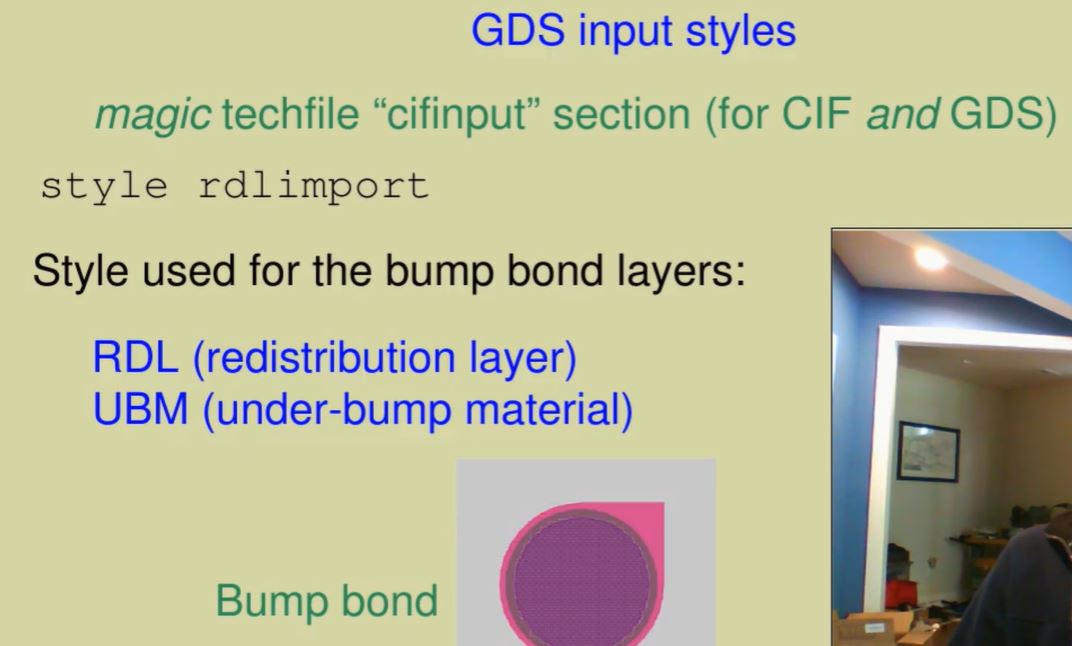 GDS input styles
magic techfile “cifinput” section (for CIF and GDS)
style rdlimport
Style used for the bump bond layers:
RDL (redistribution layer)
UBM (under-bump material)
Bump bond